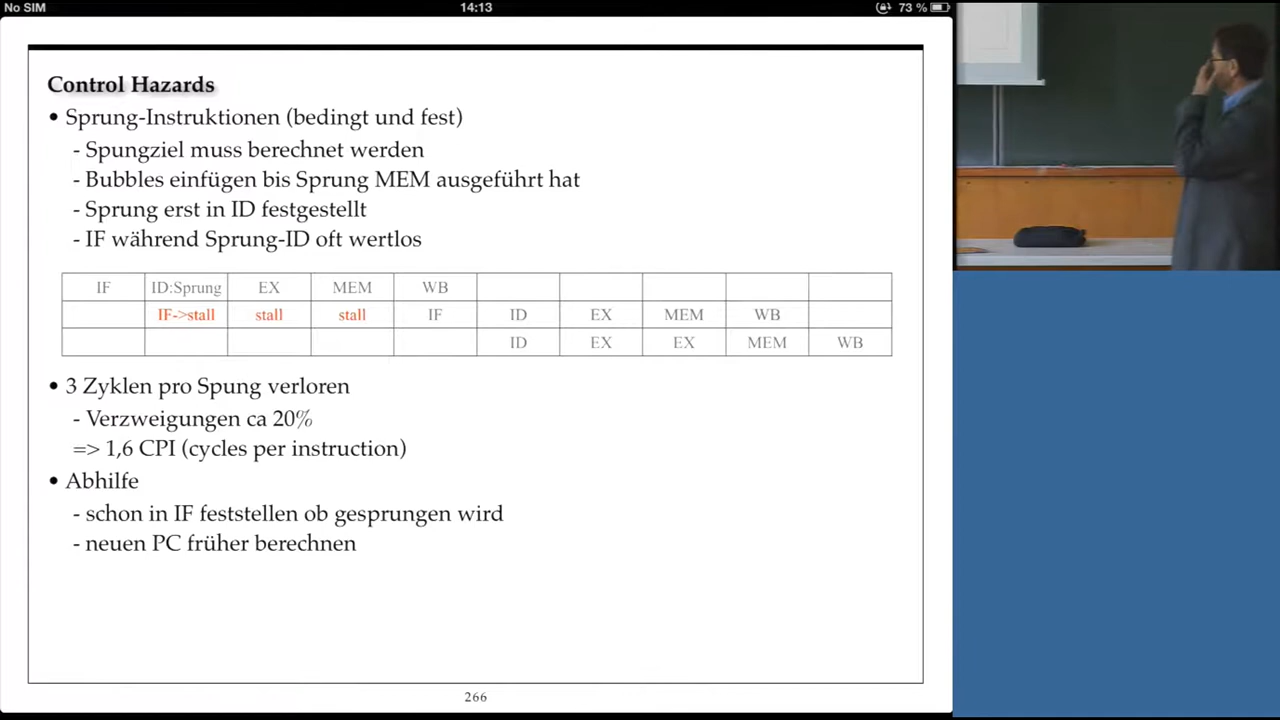 No SIM 14:13 73 %
Control Hazards
• Sprung-Instruktionen (bedingt und fest)
- Spungziel muss berechnet werden
- Bubbles einfügen bis Sprung MEM ausgeführt hat
- Sprung erst in ID festgestellt
- IF während Sprung-ID oft wertlos
IF ID:Sprung EX MEM WB
IF->stall stall stall IF ID EX MEM WB
ID EX EX MEM WB
• 3 Zyklen pro Spung verloren
- Verzweigungen ca 20%
=> 1,6 CPI (cycles per instruction)
• Abhilfe
- schon in IF feststellen ob gesprungen wird
- neuen PC früher berechnen
266